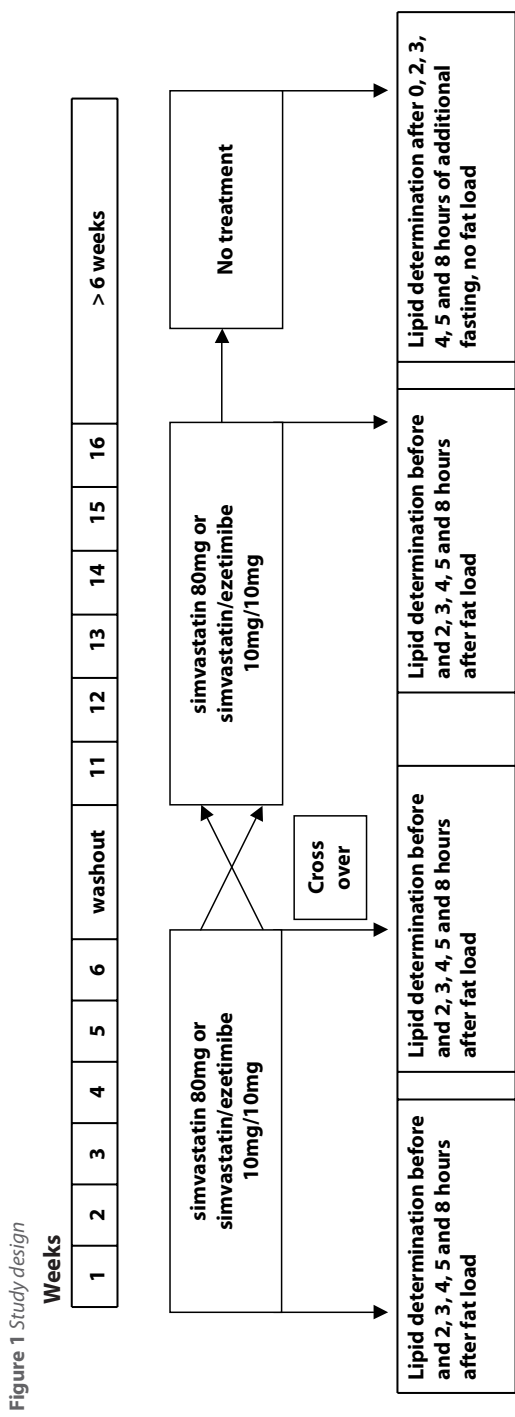 Figure 1 Study design
Weeks
1 2 3 4 5 6 washout 11 12 13 14 15 16 > 6 weeks
simvastatin 80mg or
simvastatin/ezetimibe
10mg/10mg
Cross
over
simvastatin 80mg or
simvastatin/ezetimibe
10mg/10mg
No treatment
Lipid determination before
and 2, 3, 4, 5 and 8 hours
after fat load
Lipid determination before
and 2, 3, 4, 5 and 8 hours
after fat load
Lipid determination before
and 2, 3, 4, 5 and 8 hours
after fat load
Lipid determination after 0, 2, 3,
4, 5 and 8 hours of additional
fasting, no fat load